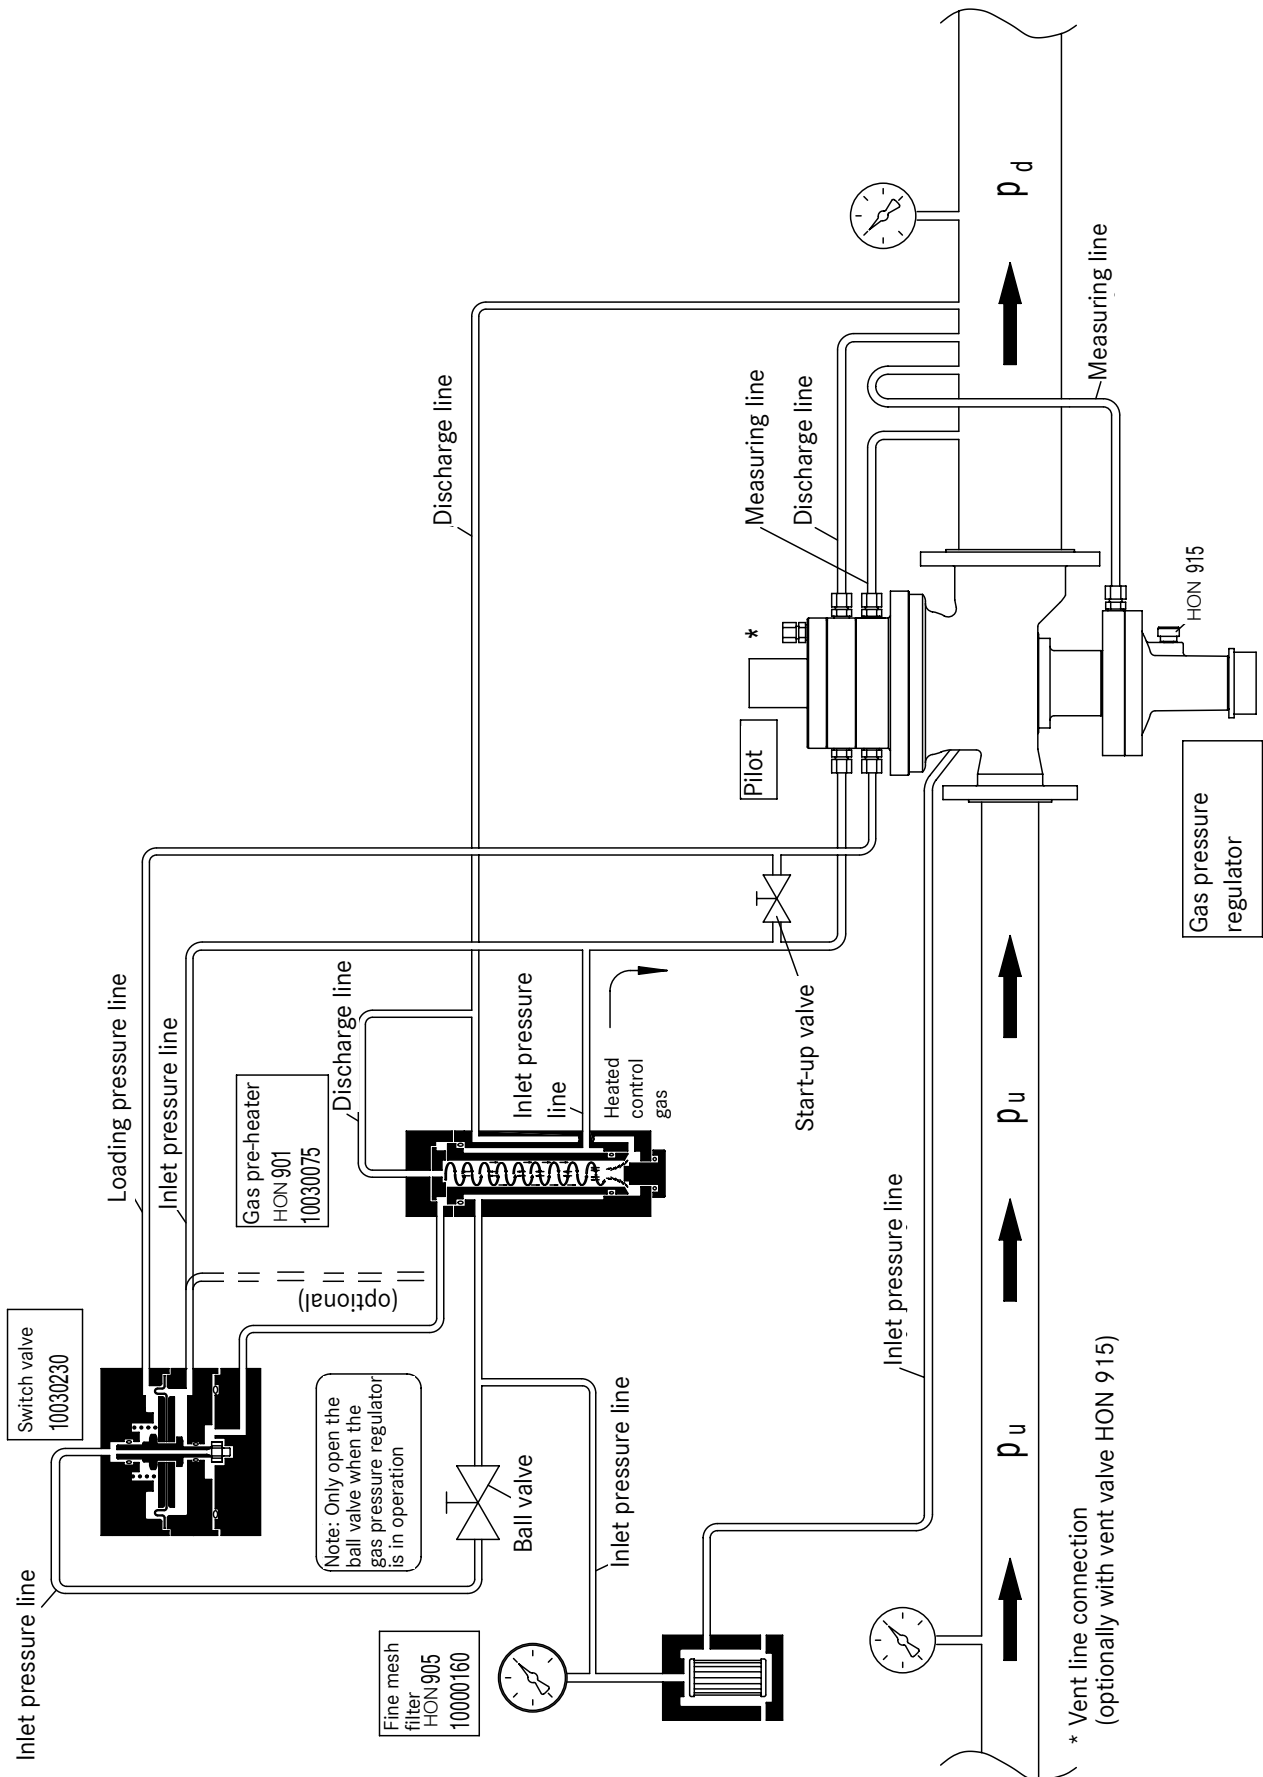 Inlet pressure line
Switch valve
10030230
Loading pressure line
Inlet pressure line
Gas pre-heater
HON 901
10030075
Discharge line
Discharge line
(optional)
Note: Only open the
ball valve when the
gas pressure regulator
is in operation
Ball valve
Inlet pressure
line
Heated
control
gas
Fine mesh
filter
HON 905
10000160
Inlet pressure line
Start-up valve
Pilot
*
Measuring line
Discharge line
Inlet pressure line
pu
pu
pd
Measuring line
HON 915
Gas pressure
regulator
* Vent line connection
(optionally with vent valve HON 915)